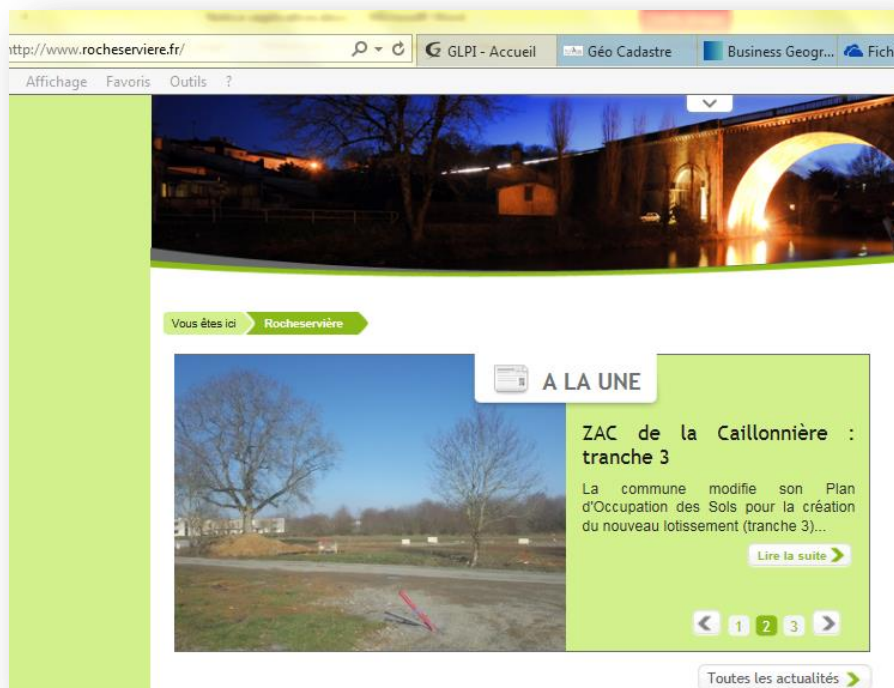 http://www.rocheserviere.fr/
GLPI - Accueil
Géo Cadastre
Business Geogr...
Fich
Affichage Favoris Outils ?
Vous êtes ici Rocheservière
A LA UNE
ZAC de la Caillonnière :
tranche 3
La commune modifie son Plan
d'Occupation des Sols pour la création
du nouveau lotissement (tranche 3)...
Lire la suite
1 2 3
Toutes les actualités